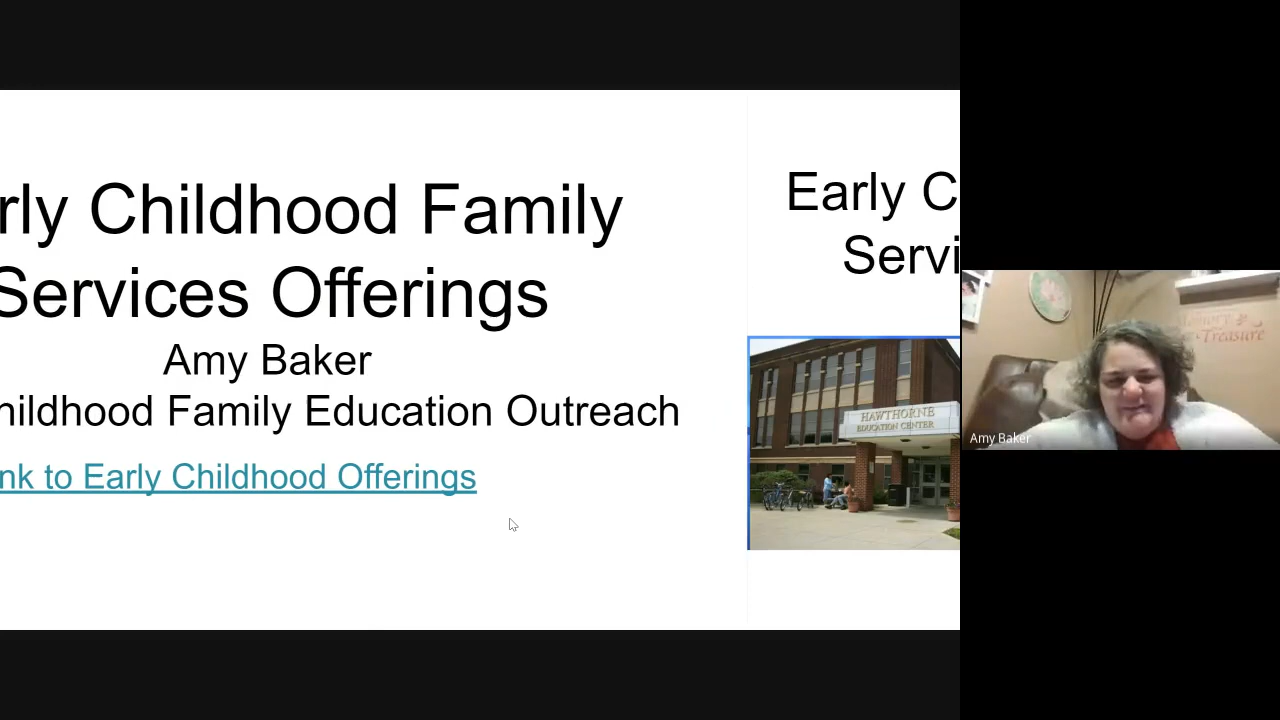 rly Childhood Family
Services Offerings
Amy Baker
hildhood Family Education Outreach
nk to Early Childhood Offerings
Early C
Servi
HAWTHORNE
EDUCATION CENTER
Treasure
Amy Baker